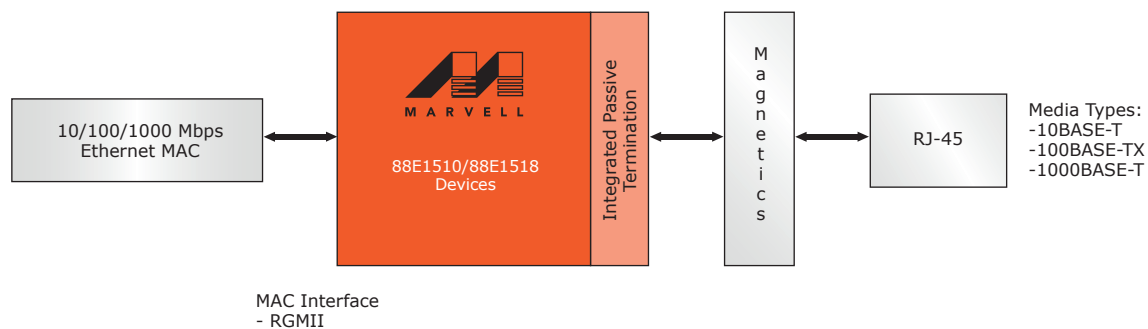 10/100/1000 Mbps
Ethernet MAC
MARVELL
88E1510/88E1518
Devices
Integrated Passive
Termination
Magnetics
RJ-45
Media Types:
-10BASE-T
-100BASE-TX
-1000BASE-T
MAC Interface
- RGMII